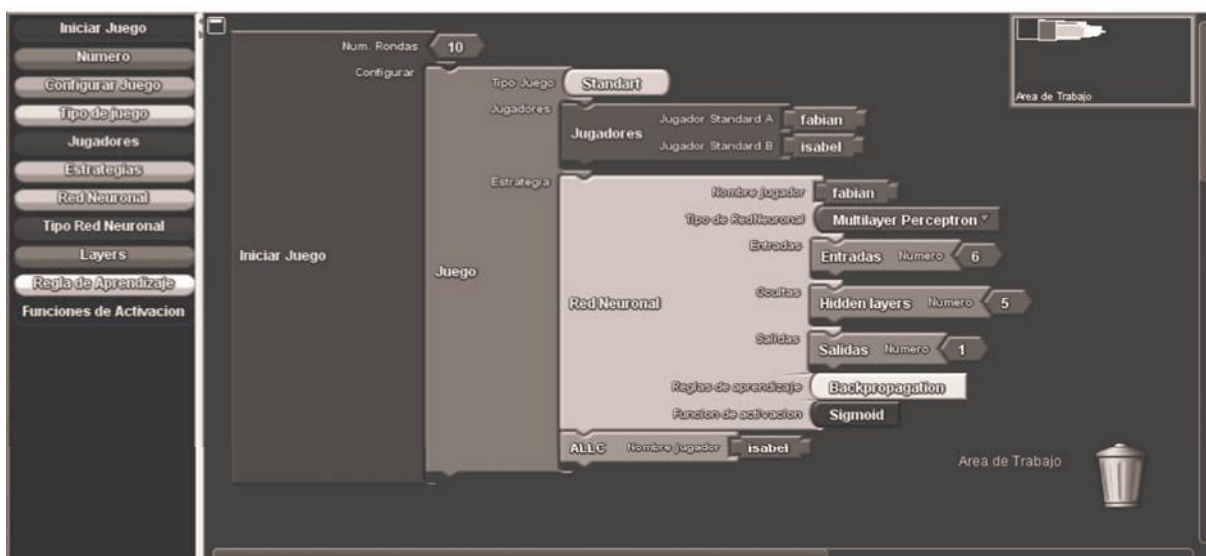 Iniciar Juego
Numero
Configurar Juego
Tipo de juego
Jugadores
Estrategias
Red Neuronal
Tipo Red Neuronal
Layers
Regla de Aprendizaje
Funciones de Activacion
Num. Rondas 10
Configurar
Tipo Juego Standart
Jugadores
Jugadores
Jugador Standard A fabian
Jugador Standard B isabel
Estrategia
Nombre jugador fabian
Tipo de RedNeuronal Multilayer Perceptron
Entradas
Entradas Numero 6
Iniciar Juego
Juego
Red Neuronal
Ocultas
Hidden layers Numero 5
Salidas
Salidas Numero 1
Reglas de aprendizaje Backpropagation
Funcion de activacion Sigmoid
ALLC Nombre jugador isabel
Area de Trabajo
Area de Trabajo